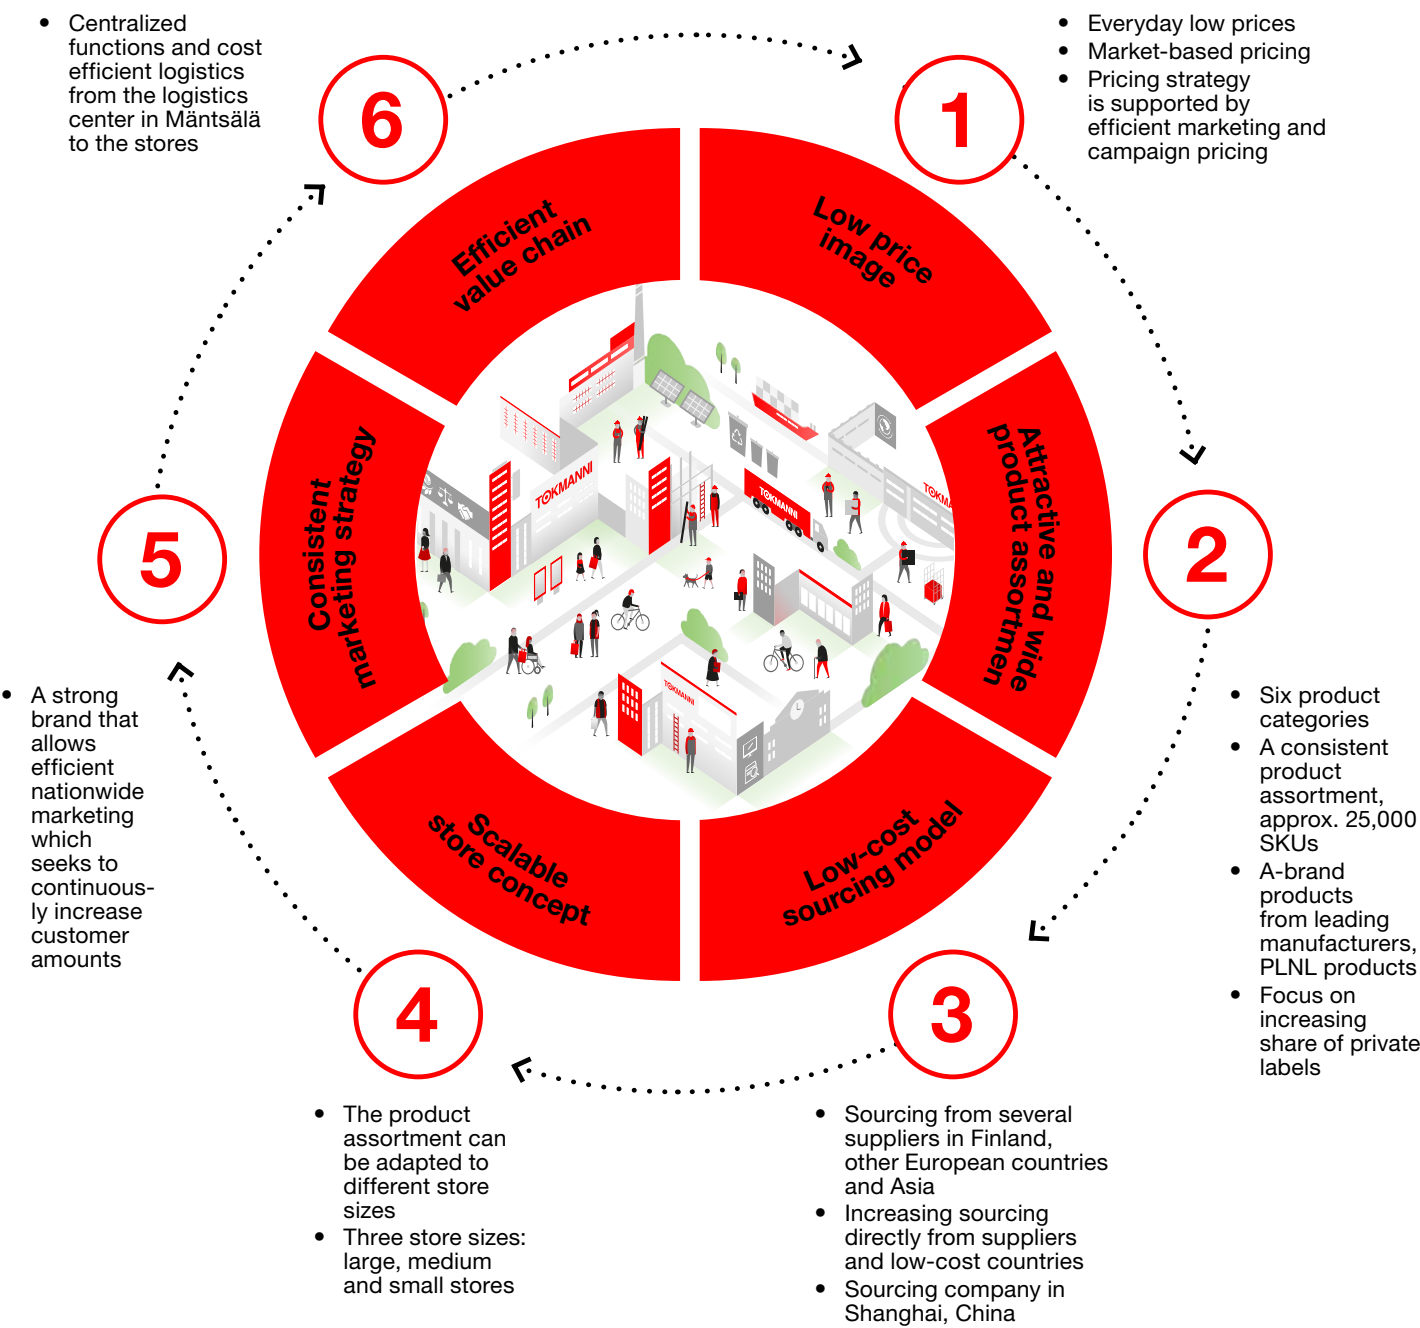 1
Low price
image
• Everyday low prices
• Market-based pricing
• Pricing strategy
is supported by
efficient marketing and
campaign pricing
2
Attractive and wide
product assortmen
• Six product
categories
• A consistent
product
assortment,
approx. 25,000
SKUs
• A-brand
products
from leading
manufacturers,
PLNL products
• Focus on
increasing
share of private
labels
3
Low-cost
sourcing model
• Sourcing from several
suppliers in Finland,
other European countries
and Asia
• Increasing sourcing
directly from suppliers
and low-cost countries
• Sourcing company in
Shanghai, China
4
Scalable
store concept
• The product
assortment can
be adapted to
different store
sizes
• Three store sizes:
large, medium
and small stores
5
Consistent
marketing strategy
• A strong
brand that
allows
efficient
nationwide
marketing
which
seeks to
continuous-
ly increase
customer
amounts
6
Efficient
value chain
• Centralized
functions and cost
efficient logistics
from the logistics
center in Mäntsälä
to the stores
TOKMANNI
TOKMANNI
TOKMA
TOKMANNI